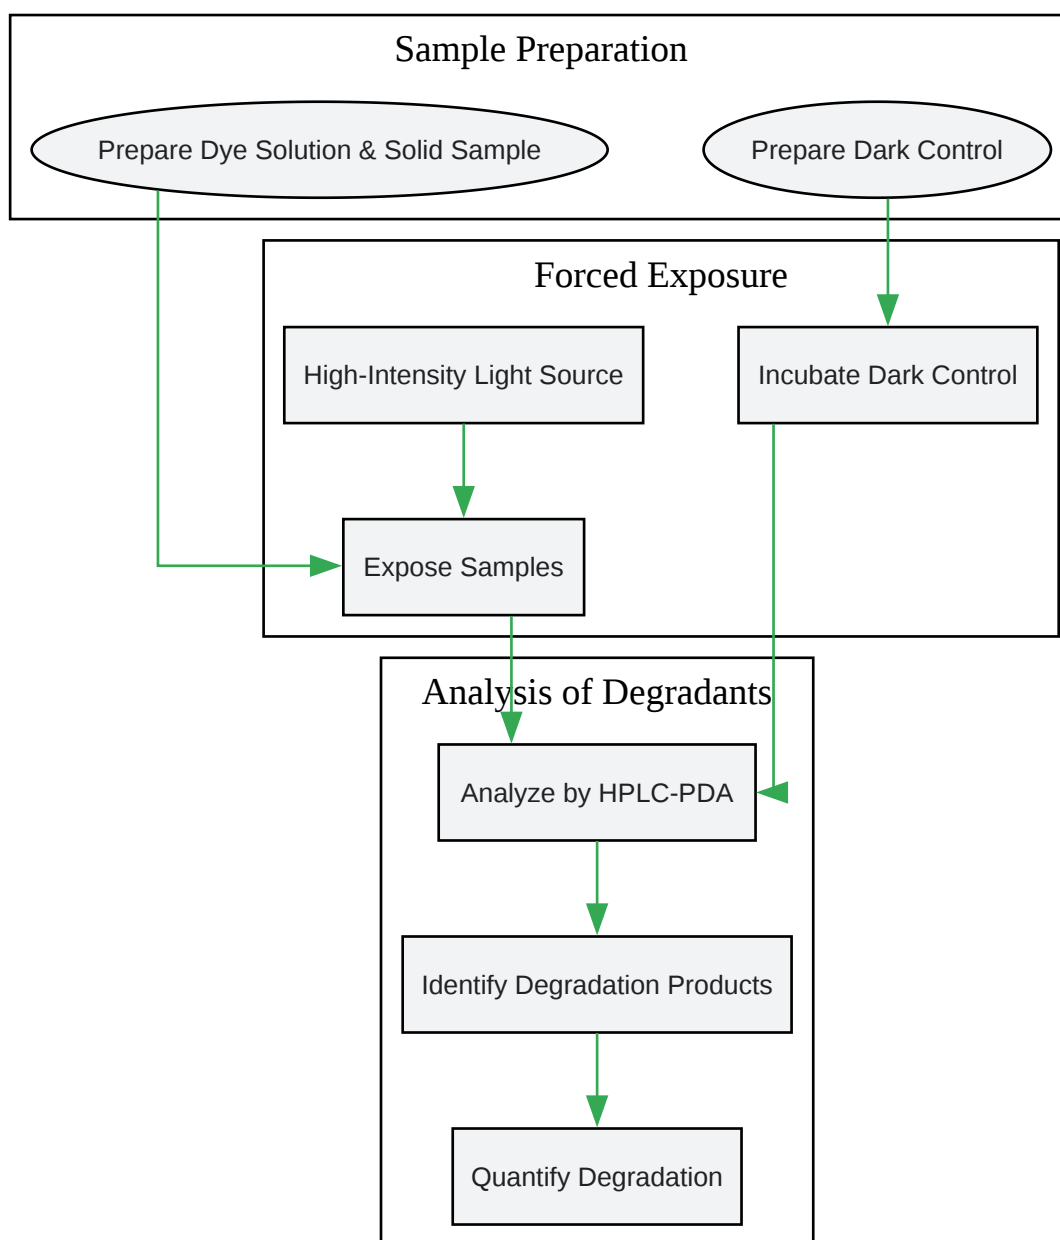 Sample Preparation
Prepare Dye Solution & Solid Sample
Prepare Dark Control
Forced Exposure
High-Intensity Light Source
Incubate Dark Control
Expose Samples
Analysis of Degradants
Analyze by HPLC-PDA
Identify Degradation Products
Quantify Degradation